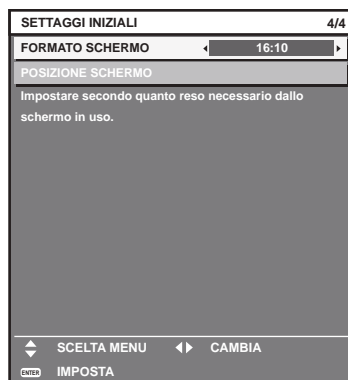 SETTAGGI INIZIALI 4/4
FORMATO SCHERMO 16:10
POSIZIONE SCHERMO
Impostare secondo quanto reso necessario dallo
schermo in uso.
SCELTA MENU CAMBIA
ENTER IMPOSTA